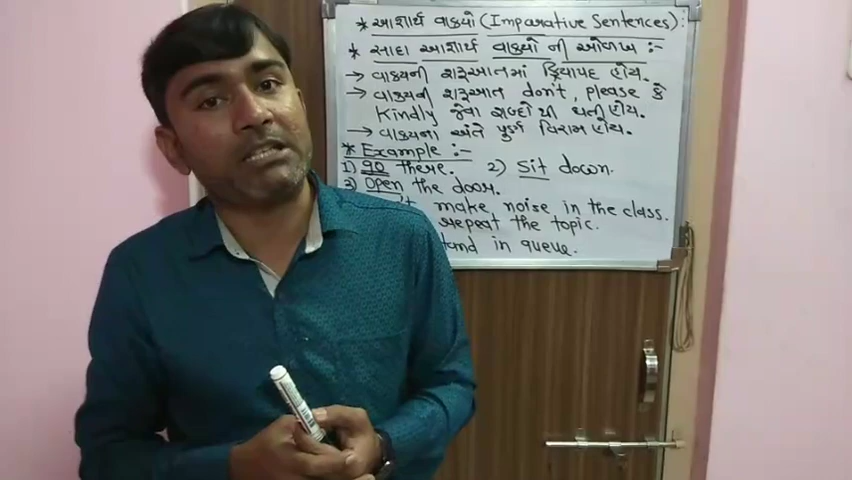 * આજ્ઞાર્થ વાક્યો (Imparative Sentences):
* સાદા આજ્ઞાર્થ વાક્યો ની ઓળખ :-
→ વાક્યની શરૂઆતમાં ક્રિયાપદ હોય.
→ વાક્યની શરૂઆત don't, please કે
Kindly જેવા શબ્દો થી થતી હોય.
→ વાક્યના અંતે પૂર્ણ વિરામ હોય.
* Example :-
1) go there. 2) Sit down.
3) Open the door.
make noise in the class.
repeat the topic.
in queue.